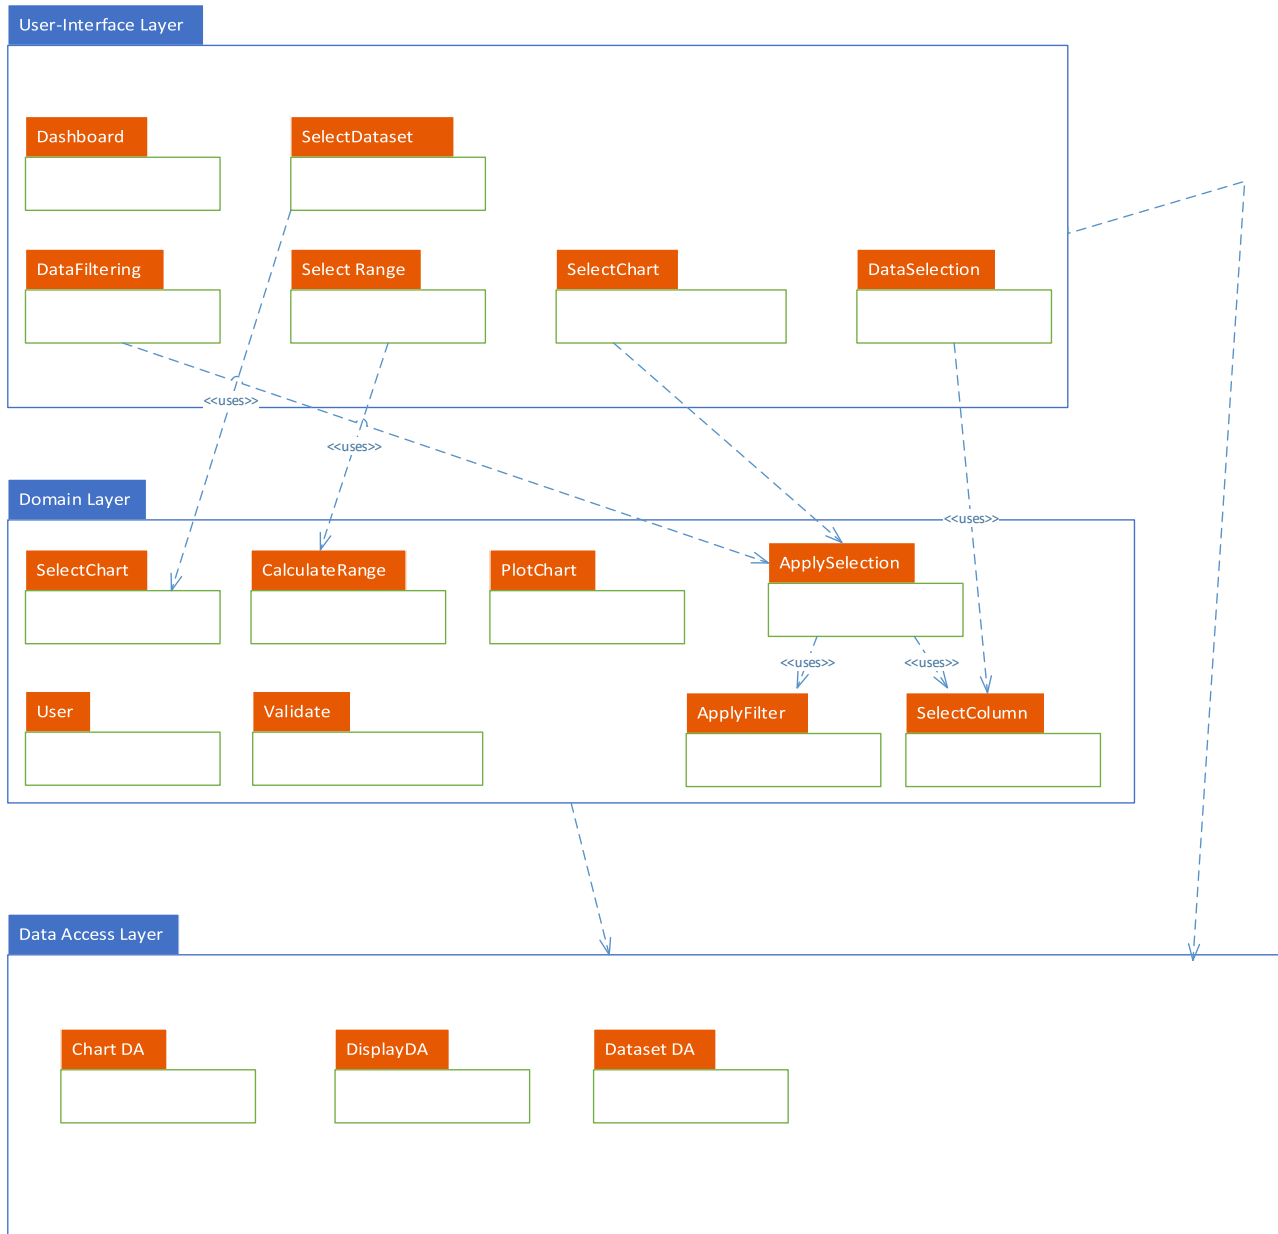 User-Interface Layer
Dashboard
SelectDataset
DataFiltering
Select Range
SelectChart
DataSelection
<<uses>>
<<uses>>
Domain Layer
<<uses>>
SelectChart
CalculateRange
PlotChart
ApplySelection
<<uses>>
<<uses>>
User
Validate
ApplyFilter
SelectColumn
Data Access Layer
Chart DA
DisplayDA
Dataset DA